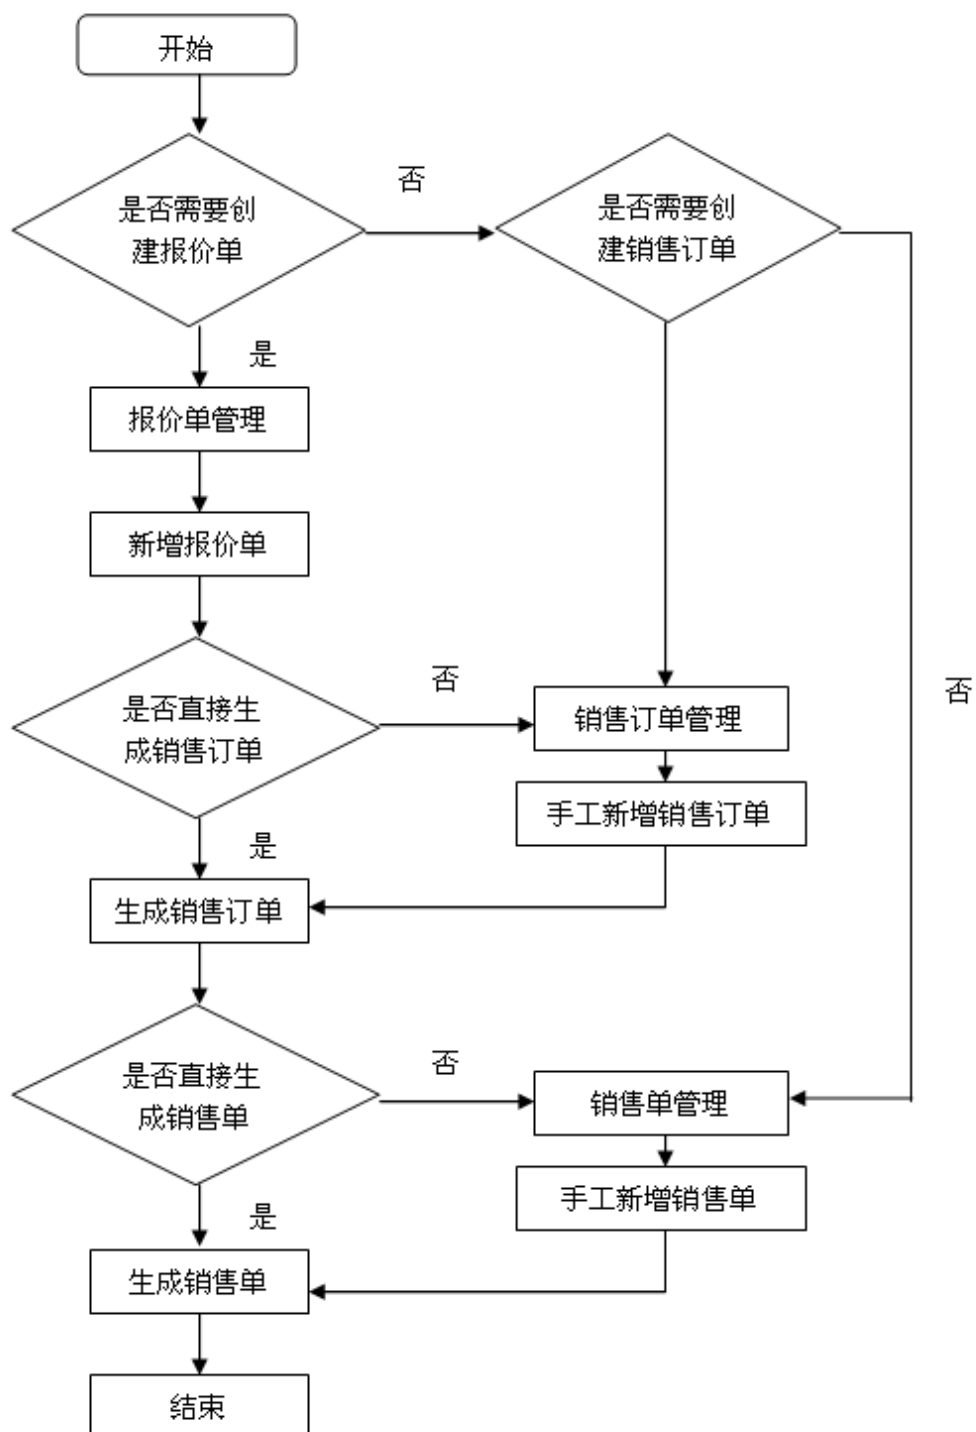 开始
否
是否需要创
建报价单
是否需要创
建销售订单
是
报价单管理
新增报价单
否
否
是否直接生
成销售订单
销售订单管理
手工新增销售订单
是
生成销售订单
否
是否直接生
成销售单
销售单管理
手工新增销售单
是
生成销售单
结束